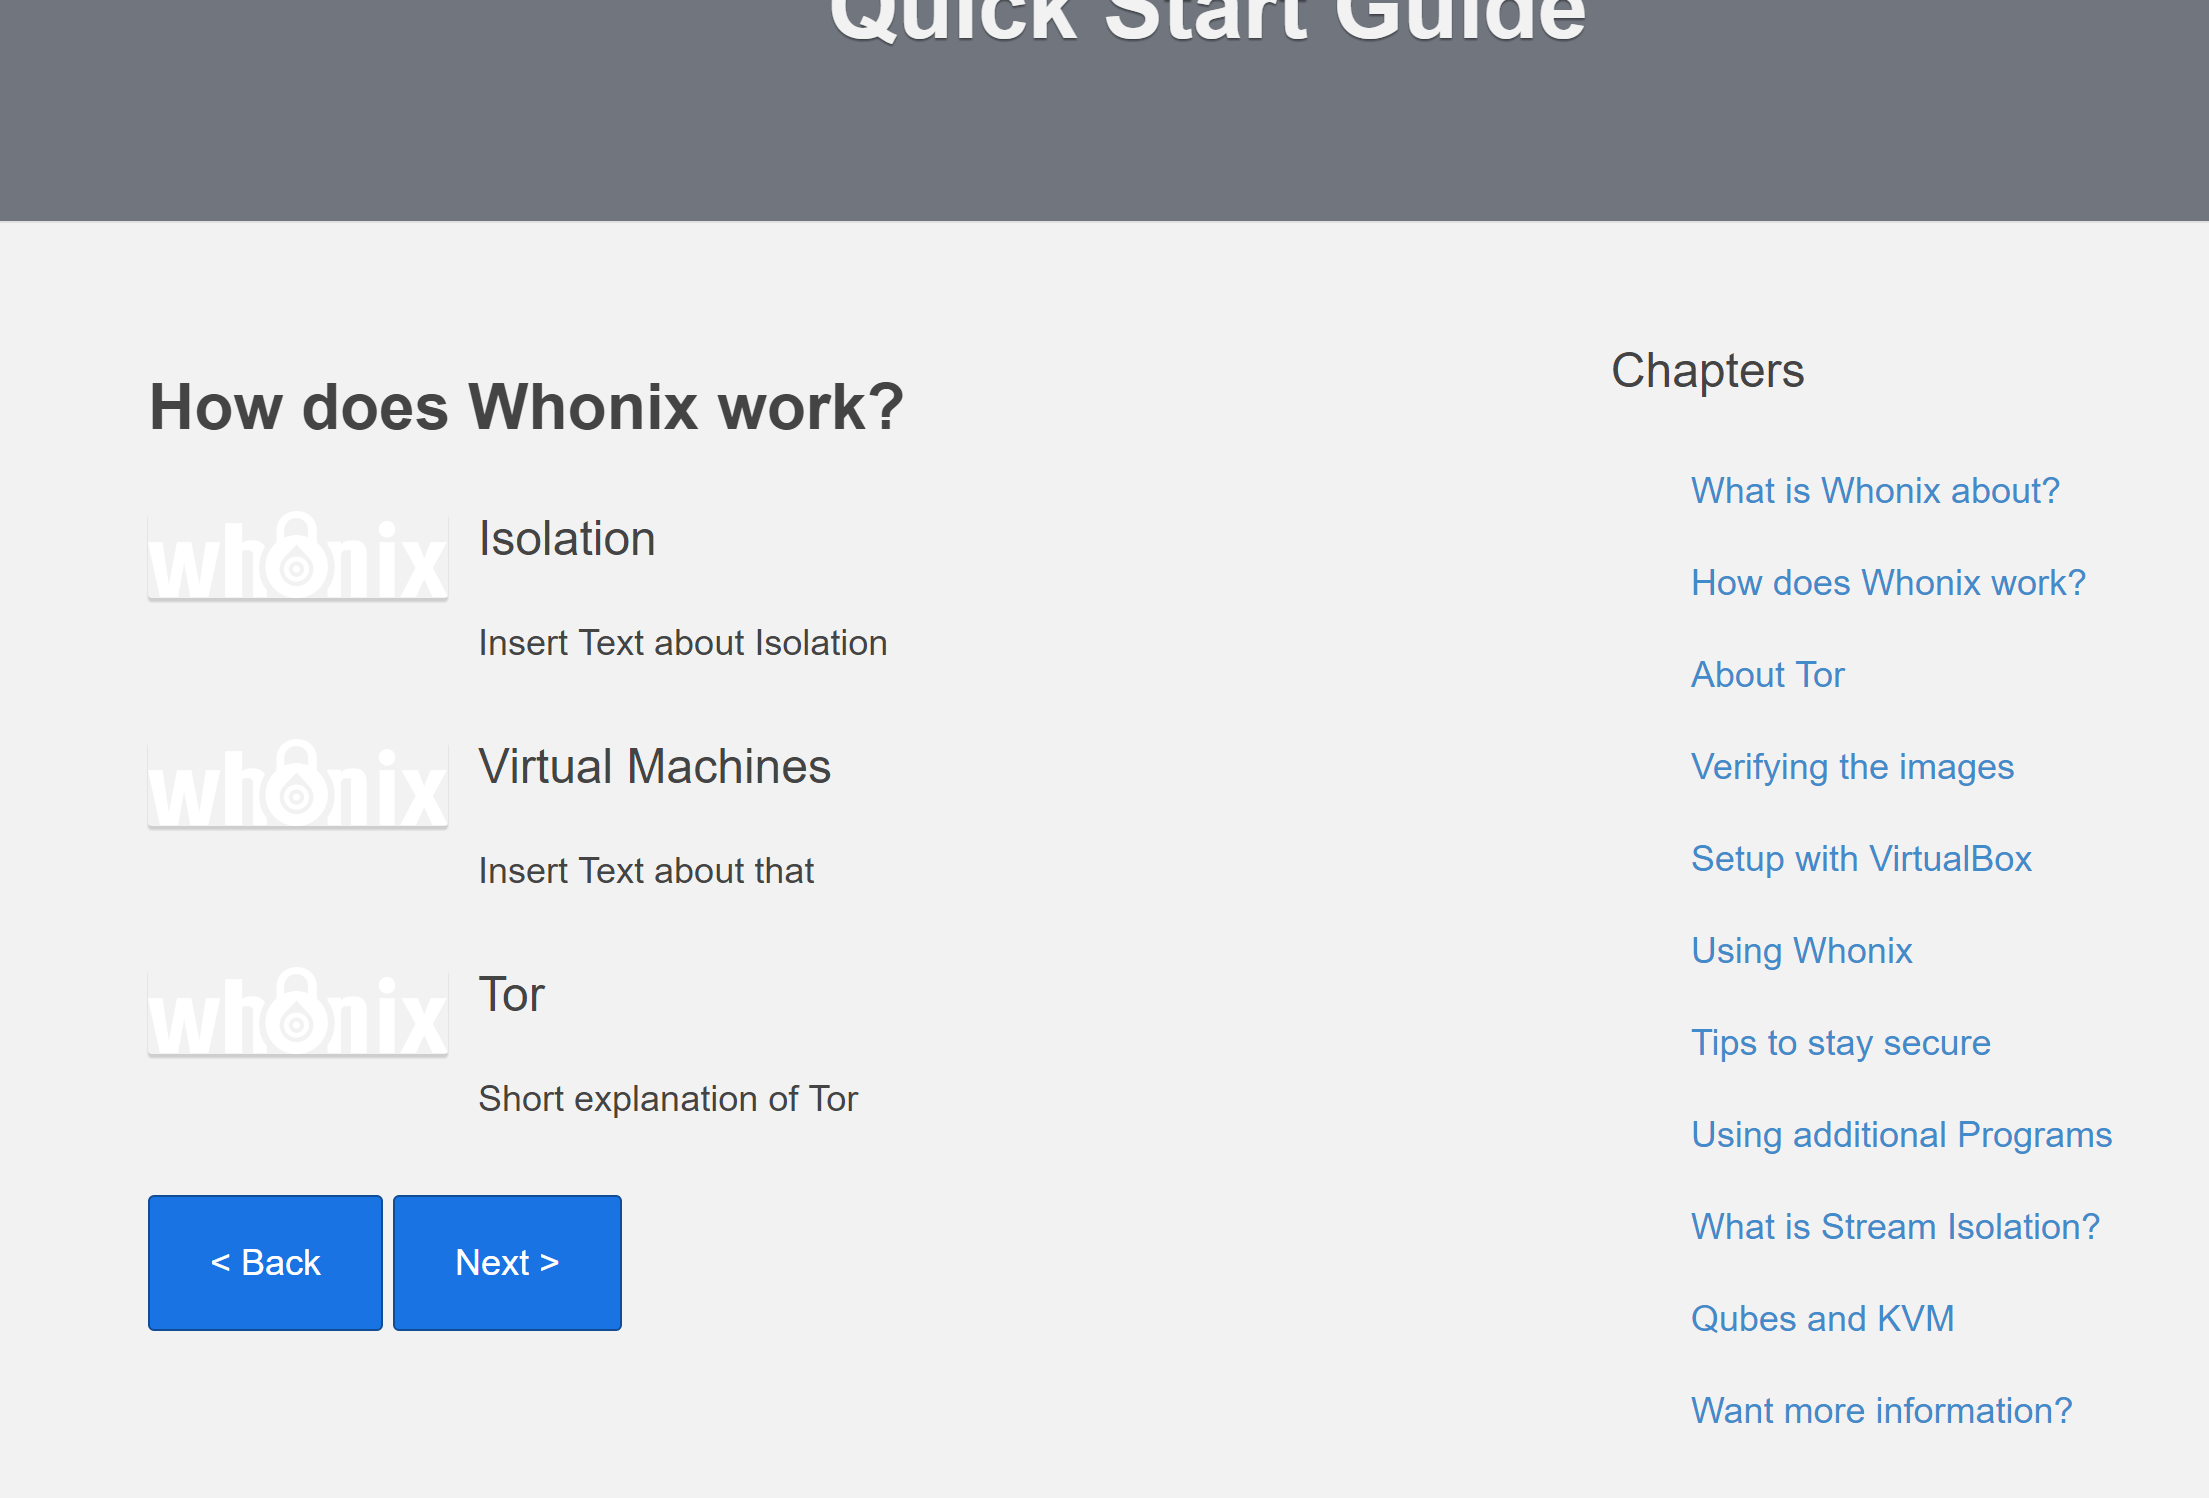 Quick Start Guide
How does Whonix work?
whonix
Isolation
Insert Text about Isolation
whonix
Virtual Machines
Insert Text about that
whonix
Tor
Short explanation of Tor
< Back
Next >
Chapters
What is Whonix about?
How does Whonix work?
About Tor
Verifying the images
Setup with VirtualBox
Using Whonix
Tips to stay secure
Using additional Programs
What is Stream Isolation?
Qubes and KVM
Want more information?